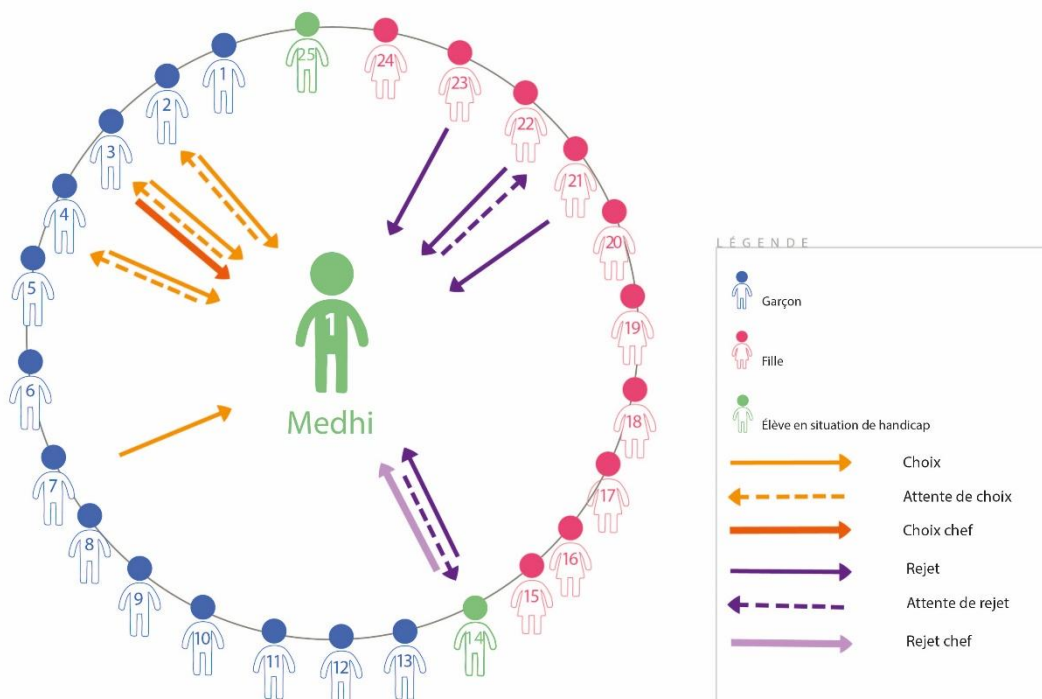 25
24
1
23
2
22
3
21
4
20
5
19
1
6
18
Medhi
7
17
8
16
9
15
10
14
11
12
13
LÉGENDE
Garçon
Fille
Élève en situation de handicap
Choix
Attente de choix
Choix chef
Rejet
Attente de rejet
Rejet chef